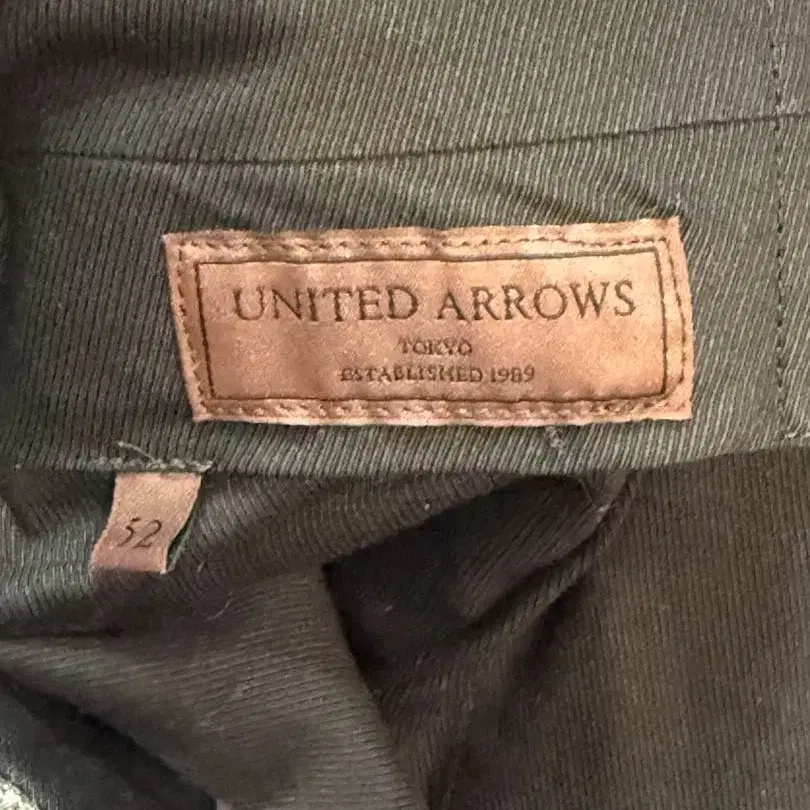 UNITED ARROWS
TOKYO
ESTABLISHED 1989
52